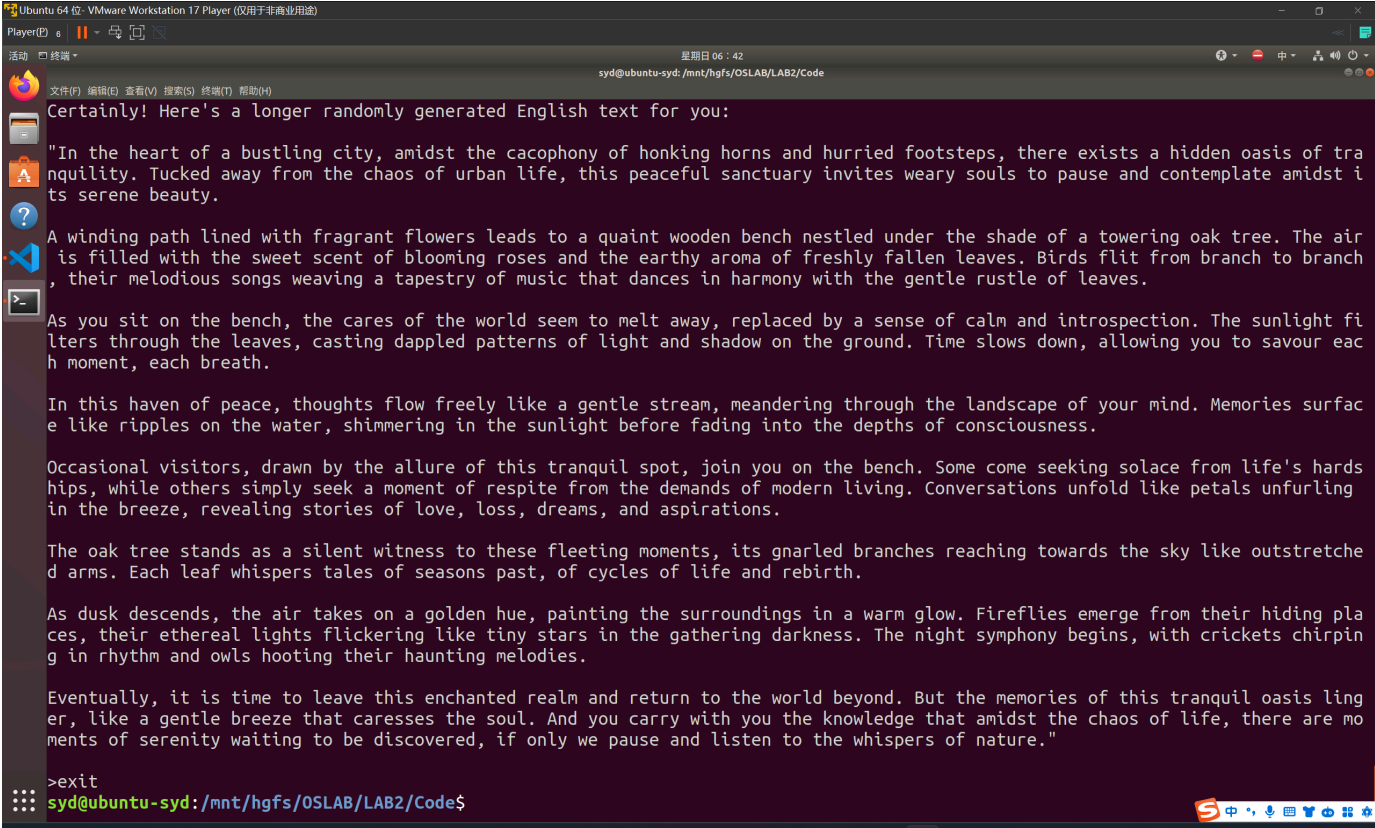 Ubuntu 64 位- VMware Workstation 17 Player (仅用于非商业用途)
Player(P)
活动 终端 星期日 06：42 中
syd@ubuntu-syd: /mnt/hgfs/OSLAB/LAB2/Code
文件(F) 编辑(E) 查看(V) 搜索(S) 终端(T) 帮助(H)
Certainly! Here's a longer randomly generated English text for you:
"In the heart of a bustling city, amidst the cacophony of honking horns and hurried footsteps, there exists a hidden oasis of tra
nquility. Tucked away from the chaos of urban life, this peaceful sanctuary invites weary souls to pause and contemplate amidst i
ts serene beauty.
A winding path lined with fragrant flowers leads to a quaint wooden bench nestled under the shade of a towering oak tree. The air
is filled with the sweet scent of blooming roses and the earthy aroma of freshly fallen leaves. Birds flit from branch to branch
, their melodious songs weaving a tapestry of music that dances in harmony with the gentle rustle of leaves.
As you sit on the bench, the cares of the world seem to melt away, replaced by a sense of calm and introspection. The sunlight fi
lters through the leaves, casting dappled patterns of light and shadow on the ground. Time slows down, allowing you to savour eac
h moment, each breath.
In this haven of peace, thoughts flow freely like a gentle stream, meandering through the landscape of your mind. Memories surfac
e like ripples on the water, shimmering in the sunlight before fading into the depths of consciousness.
Occasional visitors, drawn by the allure of this tranquil spot, join you on the bench. Some come seeking solace from life's hards
hips, while others simply seek a moment of respite from the demands of modern living. Conversations unfold like petals unfurling
in the breeze, revealing stories of love, loss, dreams, and aspirations.
The oak tree stands as a silent witness to these fleeting moments, its gnarled branches reaching towards the sky like outstretche
d arms. Each leaf whispers tales of seasons past, of cycles of life and rebirth.
As dusk descends, the air takes on a golden hue, painting the surroundings in a warm glow. Fireflies emerge from their hiding pla
ces, their ethereal lights flickering like tiny stars in the gathering darkness. The night symphony begins, with crickets chirpin
g in rhythm and owls hooting their haunting melodies.
Eventually, it is time to leave this enchanted realm and return to the world beyond. But the memories of this tranquil oasis ling
er, like a gentle breeze that caresses the soul. And you carry with you the knowledge that amidst the chaos of life, there are mo
ments of serenity waiting to be discovered, if only we pause and listen to the whispers of nature."
>exit
syd@ubuntu-syd:/mnt/hgfs/OSLAB/LAB2/Code$
中